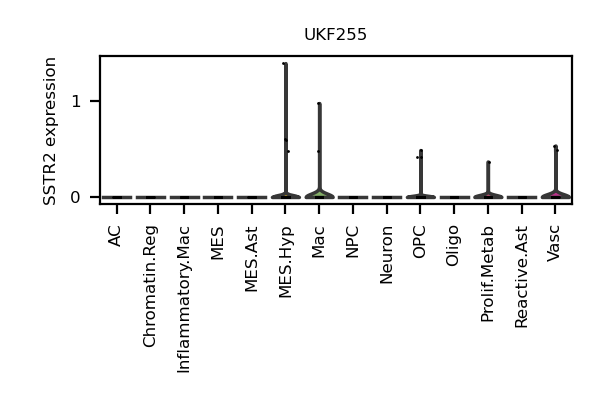 UKF255
SSTR2 expression
1
0
AC
Chromatin.Reg
Inflammatory.Mac
MES
MES.Ast
MES.Hyp
Mac
NPC
Neuron
OPC
Oligo
Prolif.Metab
Reactive.Ast
Vasc